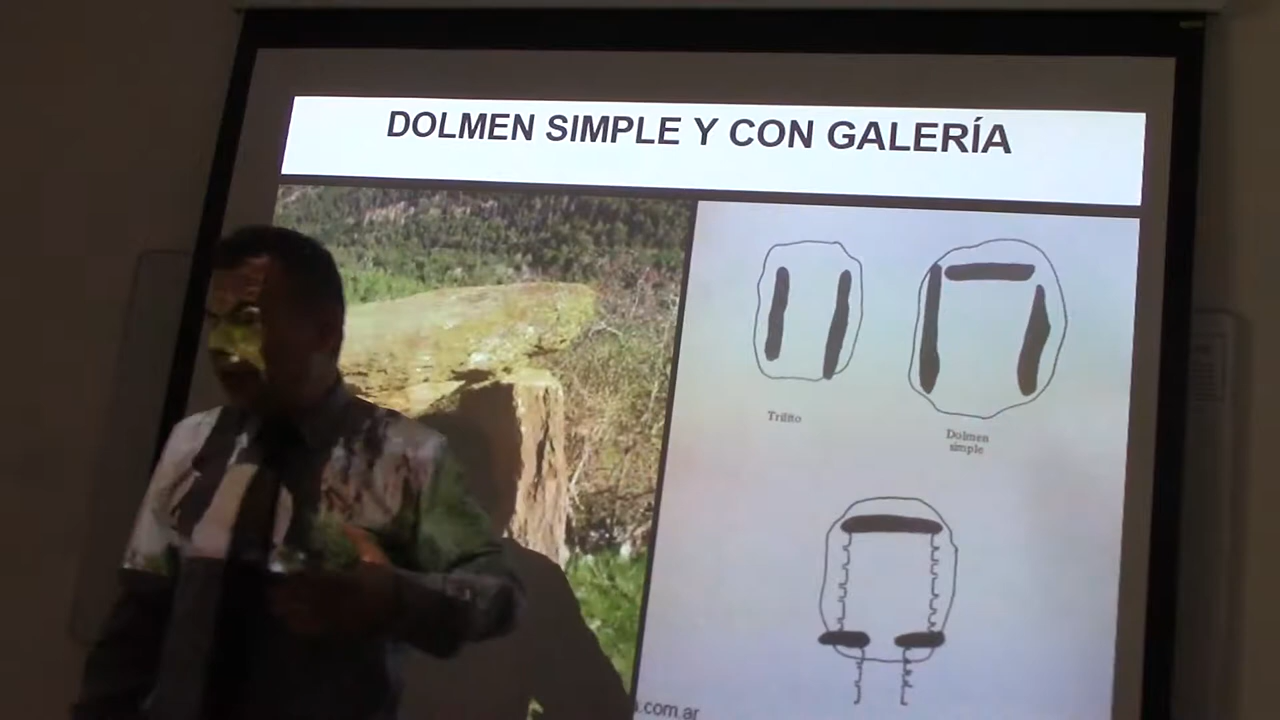 DOLMEN SIMPLE Y CON GALERÍA
Trilito
Dolmen
simple
.com.ar